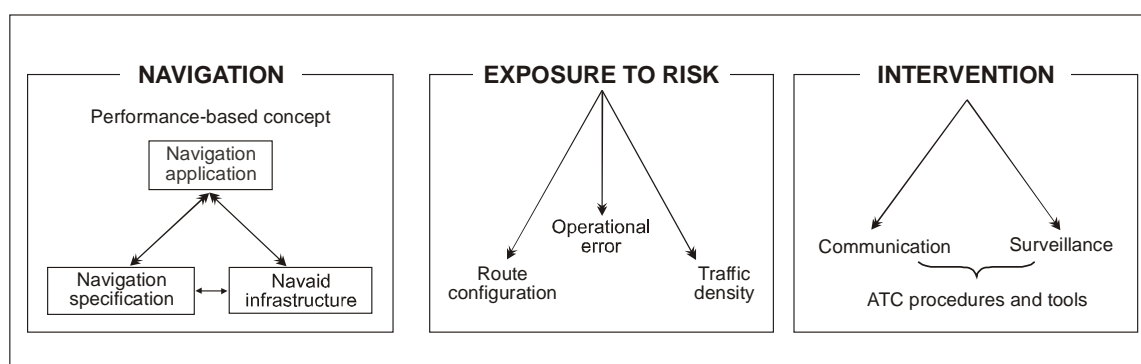 NAVIGATION
Performance-based concept
Navigation
application
Navigation
specification
Navaid
infrastructure
EXPOSURE TO RISK
Operational
error
Route
configuration
Traffic
density
INTERVENTION
Communication
Surveillance
ATC procedures and tools